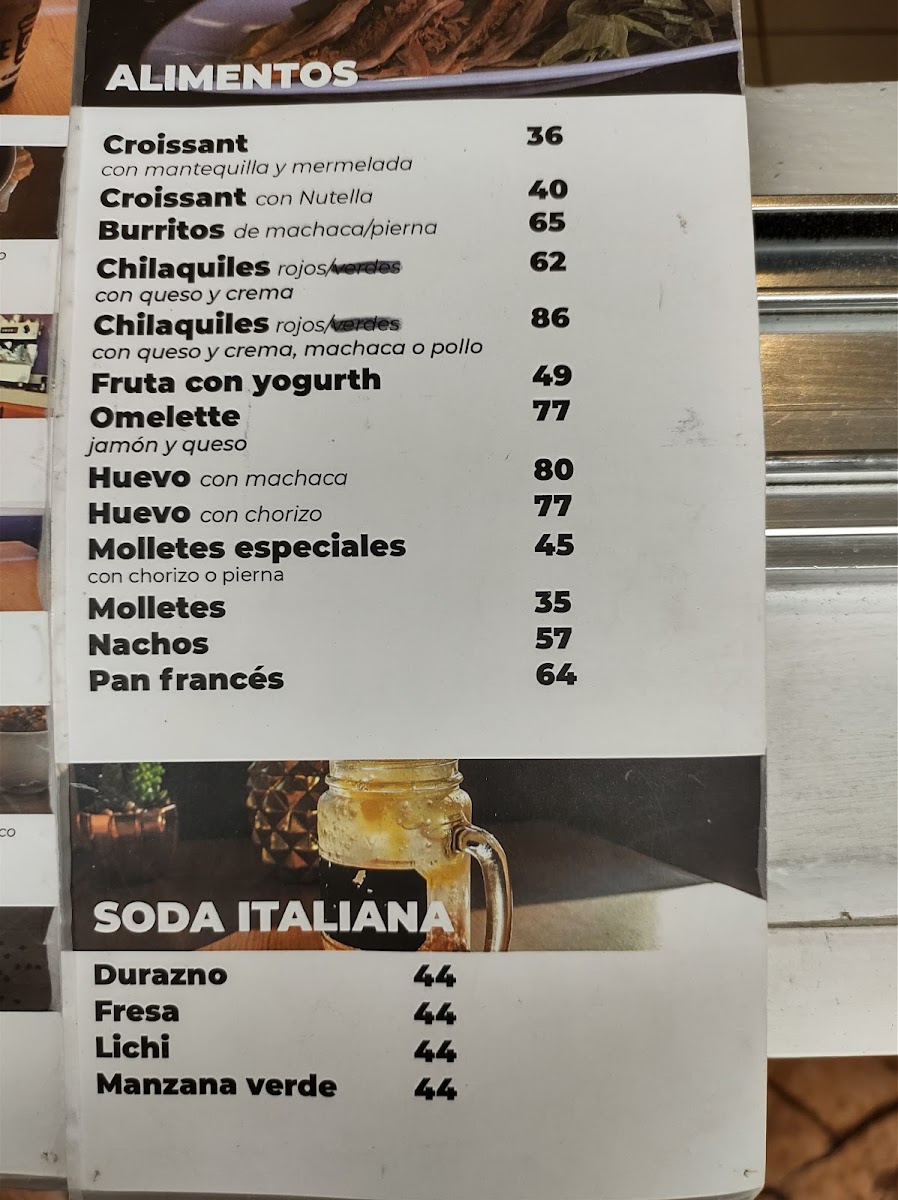 ALIMENTOS
Croissant 36
con mantequilla y mermelada
Croissant con Nutella 40
Burritos de machaca/pierna 65
Chilaquiles rojos/verdes 62
con queso y crema
Chilaquiles rojos/verdes 86
con queso y crema, machaca o pollo
Fruta con yogurth 49
Omelette 77
jamón y queso
Huevo con machaca 80
Huevo con chorizo 77
Molletes especiales 45
con chorizo o pierna
Molletes 35
Nachos 57
Pan francés 64
SODA ITALIANA
Durazno 44
Fresa 44
Lichi 44
Manzana verde 44